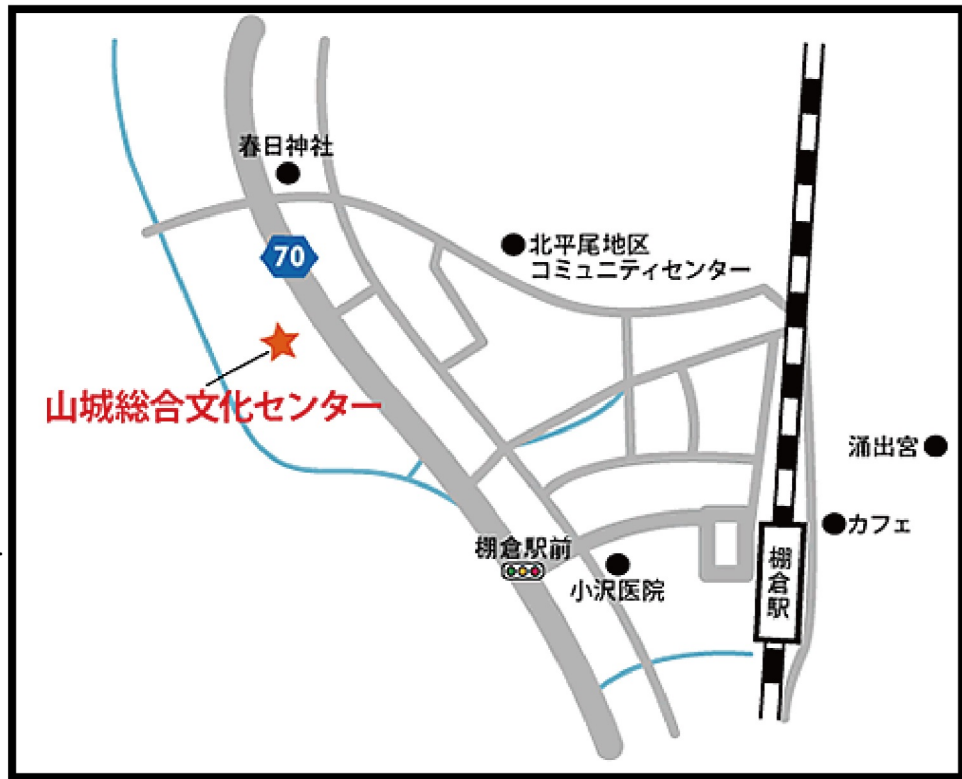 春日神社
70
北平尾地区
コミュニティセンター
山城総合文化センター
涌出宮
カフェ
棚倉駅前
小沢医院
棚倉駅